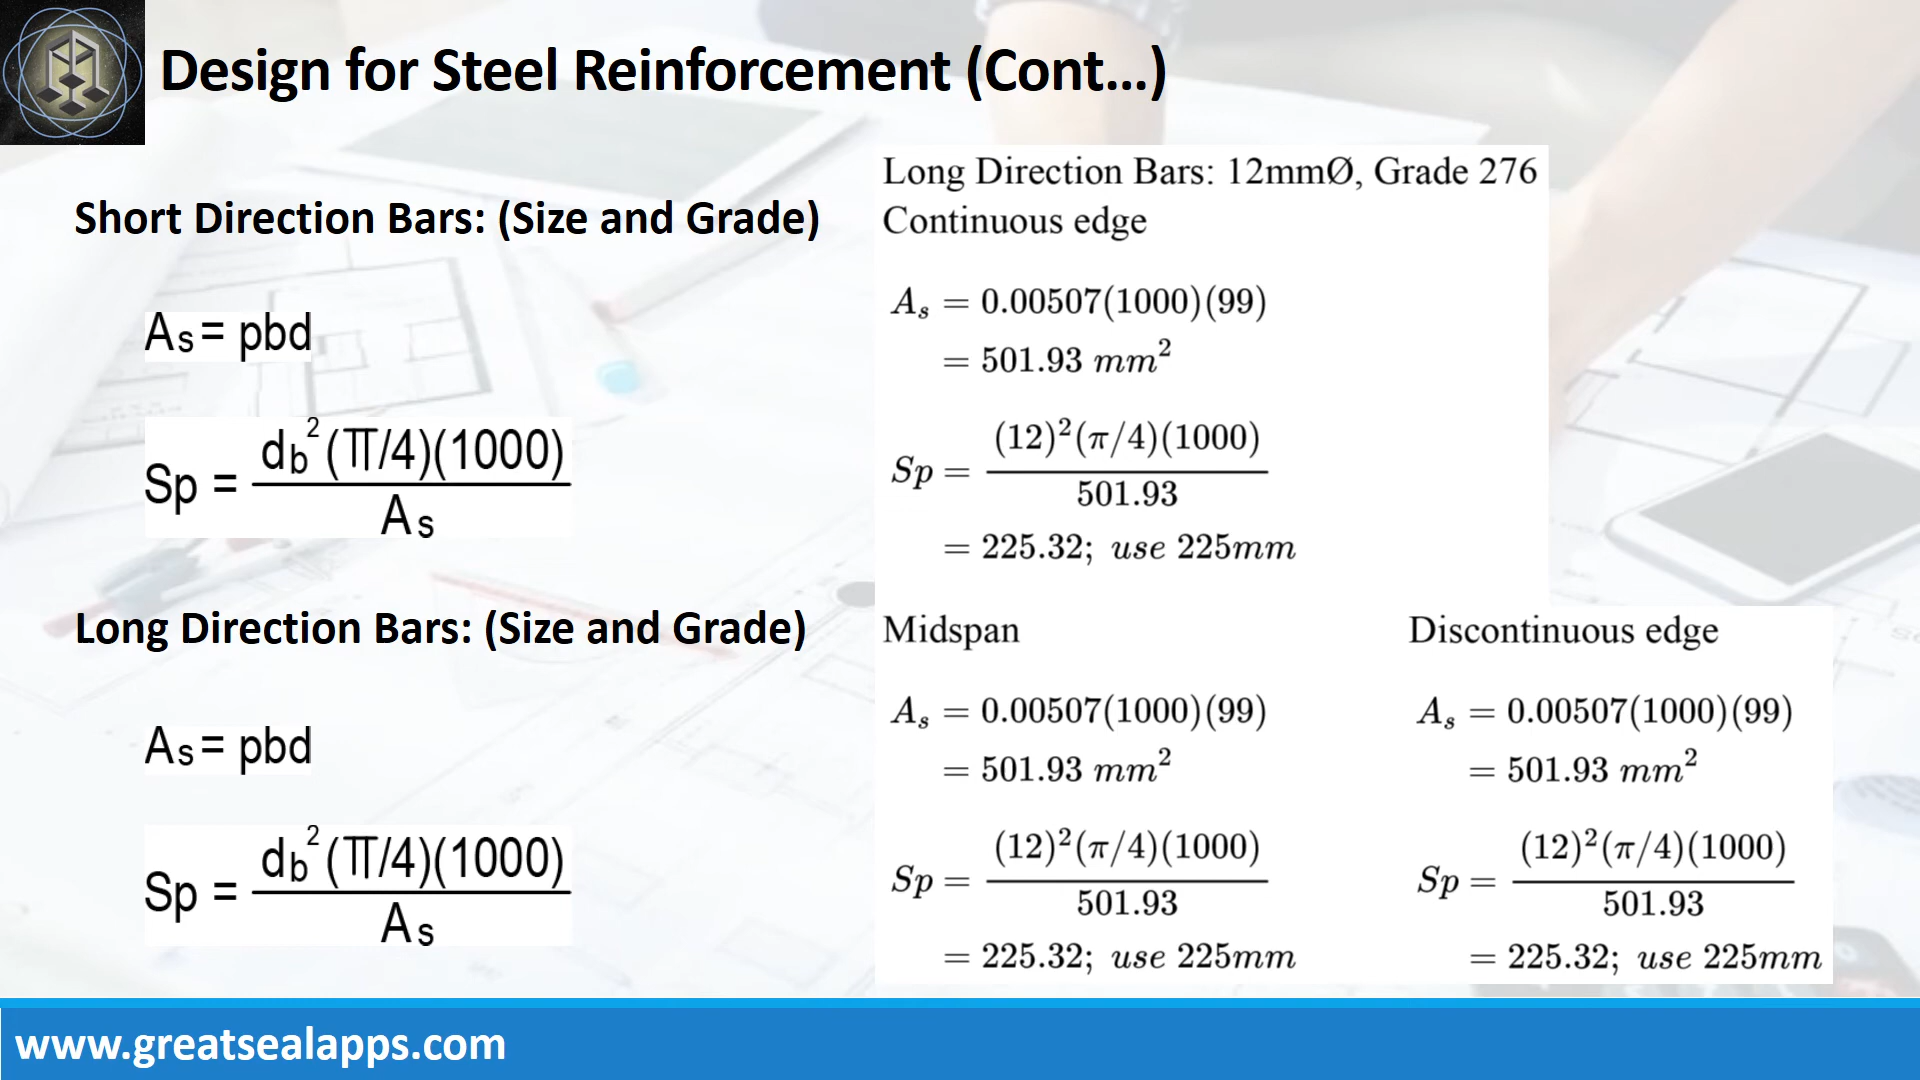 Design for Steel Reinforcement (Cont...)
Short Direction Bars: (Size and Grade)
As = pbd
Sp = db²(π/4)(1000) / As
Long Direction Bars: (Size and Grade)
As = pbd
Sp = db²(π/4)(1000) / As
Long Direction Bars: 12mmØ, Grade 276
Continuous edge
As = 0.00507(1000)(99)
= 501.93 mm²
Sp = (12)²(π/4)(1000) / 501.93
= 225.32; use 225mm
Midspan
As = 0.00507(1000)(99)
= 501.93 mm²
Sp = (12)²(π/4)(1000) / 501.93
= 225.32; use 225mm
Discontinuous edge
As = 0.00507(1000)(99)
= 501.93 mm²
Sp = (12)²(π/4)(1000) / 501.93
= 225.32; use 225mm
www.greatsealapps.com